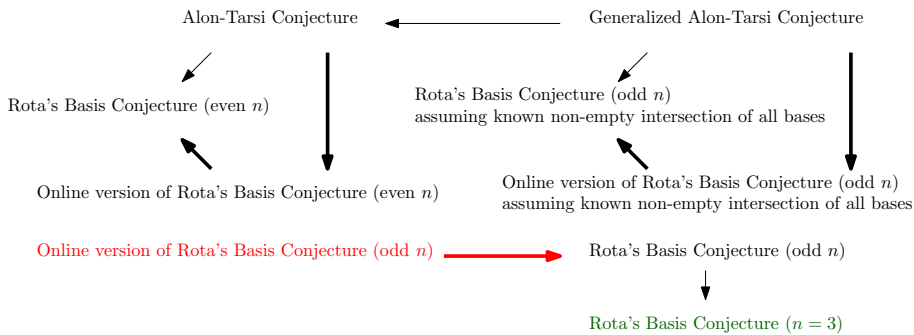 Alon-Tarsi Conjecture
Generalized Alon-Tarsi Conjecture
Rota's Basis Conjecture (even n)
Rota's Basis Conjecture (odd n)
assuming known non-empty intersection of all bases
Online version of Rota's Basis Conjecture (even n)
Online version of Rota's Basis Conjecture (odd n)
assuming known non-empty intersection of all bases
Online version of Rota's Basis Conjecture (odd n)
Rota's Basis Conjecture (odd n)
Rota's Basis Conjecture (n = 3)